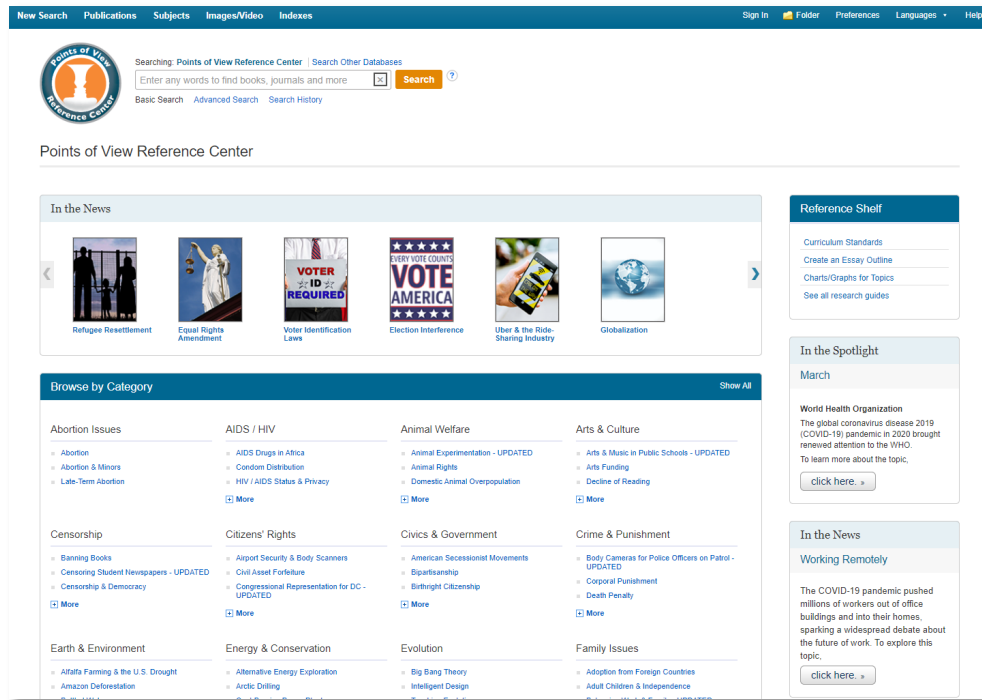 New Search Publications Subjects Images/Video Indexes Sign In Folder Preferences Languages Help
Points of View
Reference Center
Searching: Points of View Reference Center | Search Other Databases
Enter any words to find books, journals and more Search ?
Basic Search Advanced Search Search History
Points of View Reference Center
In the News
VOTER
ID
REQUIRED
EVERY VOTE COUNTS
VOTE
AMERICA
Refugee Resettlement
Equal Rights
Amendment
Voter Identification
Laws
Election Interference
Uber & the Ride-
Sharing Industry
Globalization
Browse by Category Show All
Abortion Issues
Abortion
Abortion & Minors
Late-Term Abortion
AIDS / HIV
AIDS Drugs in Africa
Condom Distribution
HIV / AIDS Status & Privacy
More
Animal Welfare
Animal Experimentation - UPDATED
Animal Rights
Domestic Animal Overpopulation
More
Arts & Culture
Arts & Music in Public Schools - UPDATED
Arts Funding
Decline of Reading
More
Censorship
Banning Books
Censoring Student Newspapers - UPDATED
Censorship & Democracy
More
Citizens' Rights
Airport Security & Body Scanners
Civil Asset Forfeiture
Congressional Representation for DC -
UPDATED
More
Civics & Government
American Secessionist Movements
Bipartisanship
Birthright Citizenship
More
Crime & Punishment
Body Cameras for Police Officers on Patrol -
UPDATED
Corporal Punishment
Death Penalty
More
Earth & Environment
Alfalfa Farming & the U.S. Drought
Amazon Deforestation
Energy & Conservation
Alternative Energy Exploration
Arctic Drilling
Evolution
Big Bang Theory
Intelligent Design
Family Issues
Adoption from Foreign Countries
Adult Children & Independence
Reference Shelf
Curriculum Standards
Create an Essay Outline
Charts/Graphs for Topics
See all research guides
In the Spotlight
March
World Health Organization
The global coronavirus disease 2019
(COVID-19) pandemic in 2020 brought
renewed attention to the WHO.
To learn more about the topic,
click here. »
In the News
Working Remotely
The COVID-19 pandemic pushed
millions of workers out of office
buildings and into their homes,
sparking a widespread debate about
the future of work. To explore this
topic,
click here. »